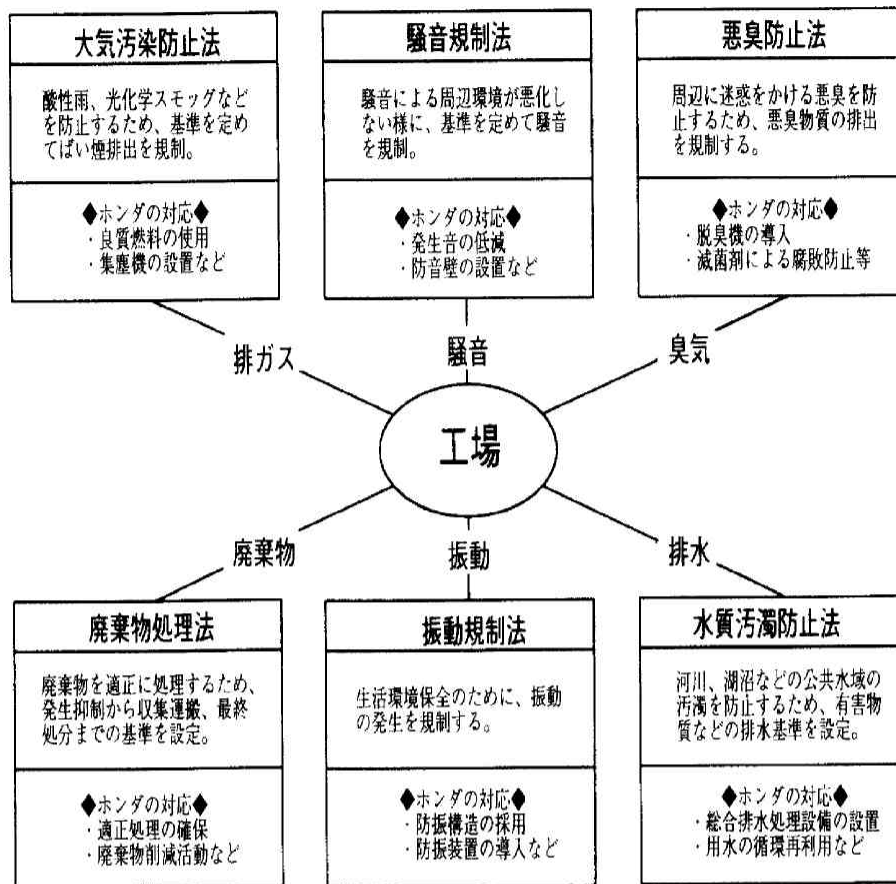 大気汚染防止法
酸性雨、光化学スモッグなど
を防止するため、基準を定め
てばい煙排出を規制。
◆ホンダの対応◆
・良質燃料の使用
・集塵機の設置など
騒音規制法
騒音による周辺環境が悪化し
ない様に、基準を定めて騒音
を規制。
◆ホンダの対応◆
・発生音の低減
・防音壁の設置など
悪臭防止法
周辺に迷惑をかける悪臭を防
止するため、悪臭物質の排出
を規制する。
◆ホンダの対応◆
・脱臭機の導入
・滅菌剤による腐敗防止等
排ガス
騒音
臭気
工場
廃棄物
振動
排水
廃棄物処理法
廃棄物を適正に処理するため、
発生抑制から収集運搬、最終
処分までの基準を設定。
◆ホンダの対応◆
・適正処理の確保
・廃棄物削減活動など
振動規制法
生活環境保全のために、振動
の発生を規制する。
◆ホンダの対応◆
・防振構造の採用
・防振装置の導入など
水質汚濁防止法
河川、湖沼などの公共水域の
汚濁を防止するため、有害物
質などの排水基準を設定。
◆ホンダの対応◆
・総合排水処理設備の設置
・用水の循環再利用など